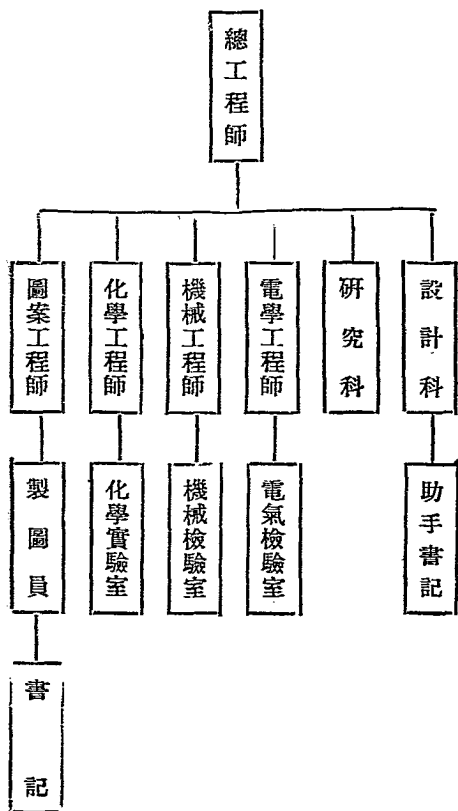 總工程師
設計科
研究科
電學工程師
機械工程師
化學工程師
圖案工程師
助手書記
電氣檢驗室
機械檢驗室
化學實驗室
製圖員
書記